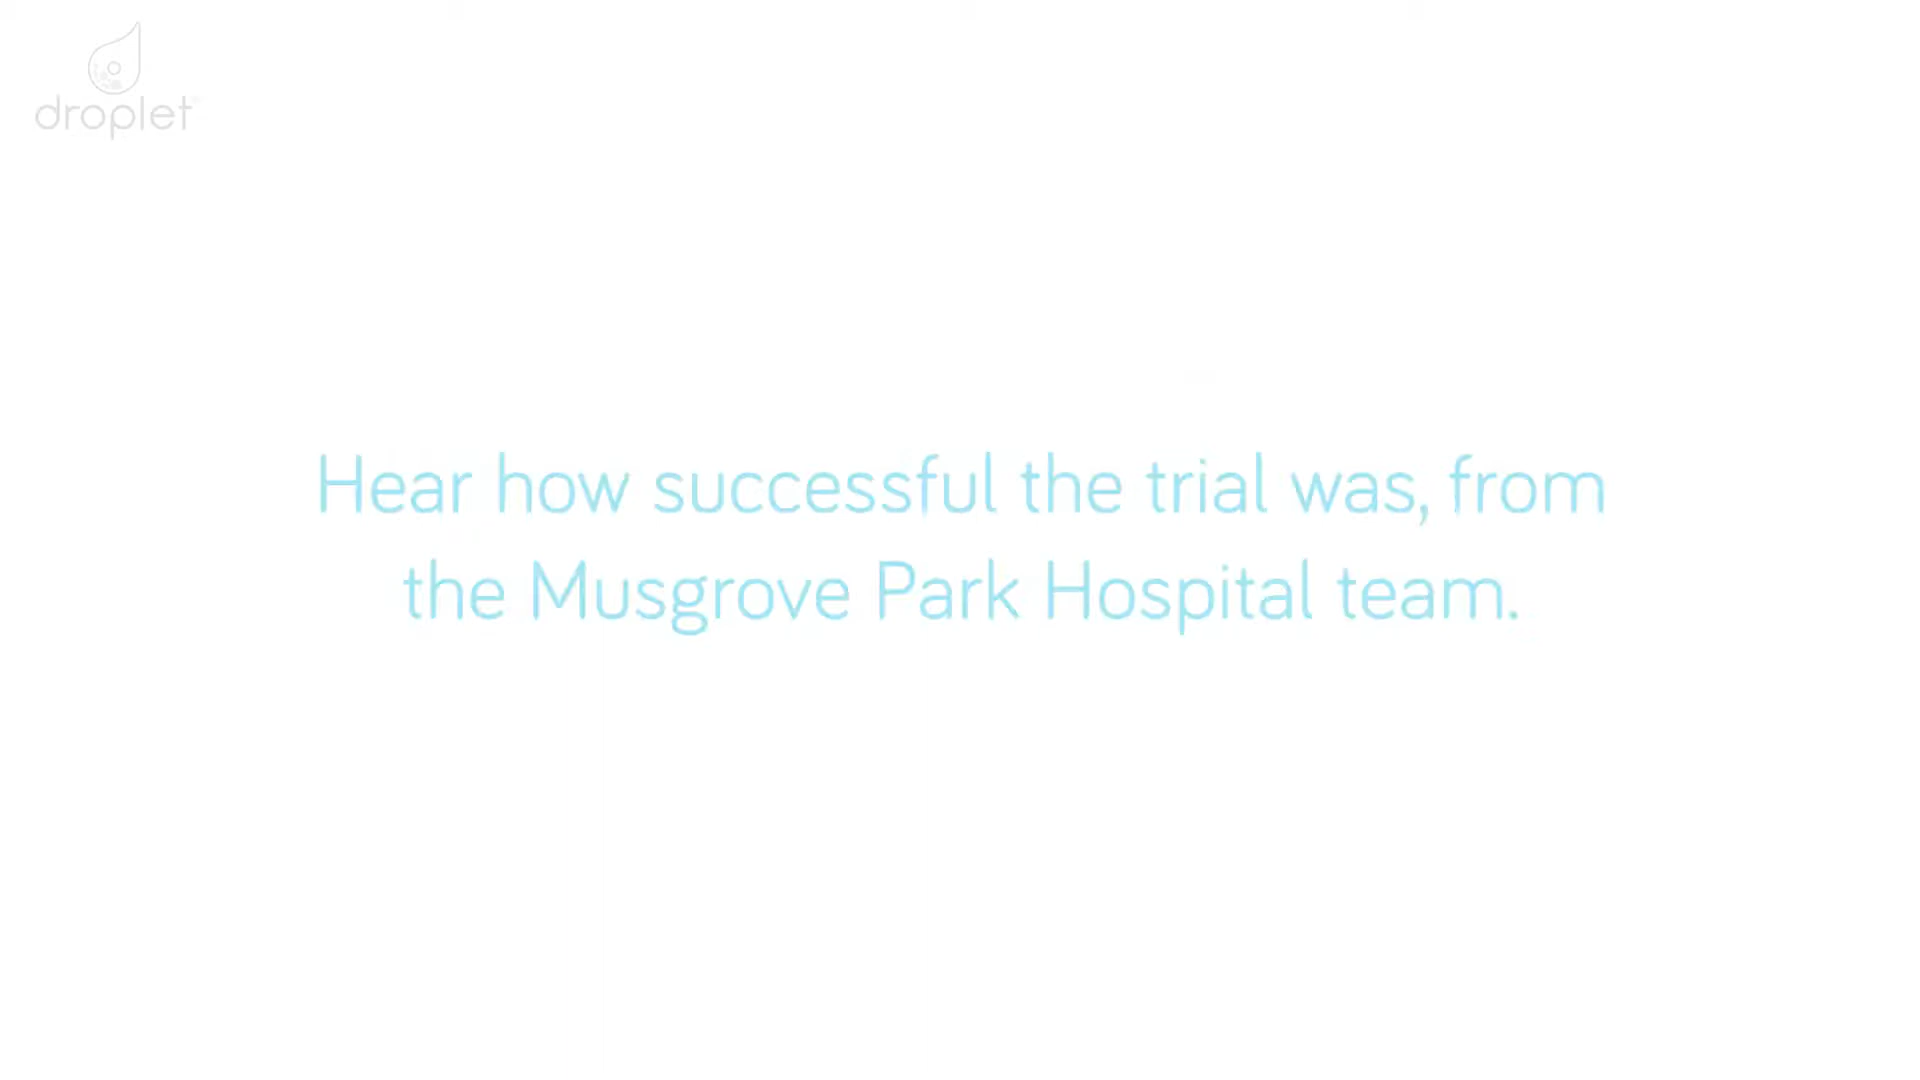 droplet
Hear how successful the trial was, from
the Musgrove Park Hospital team.